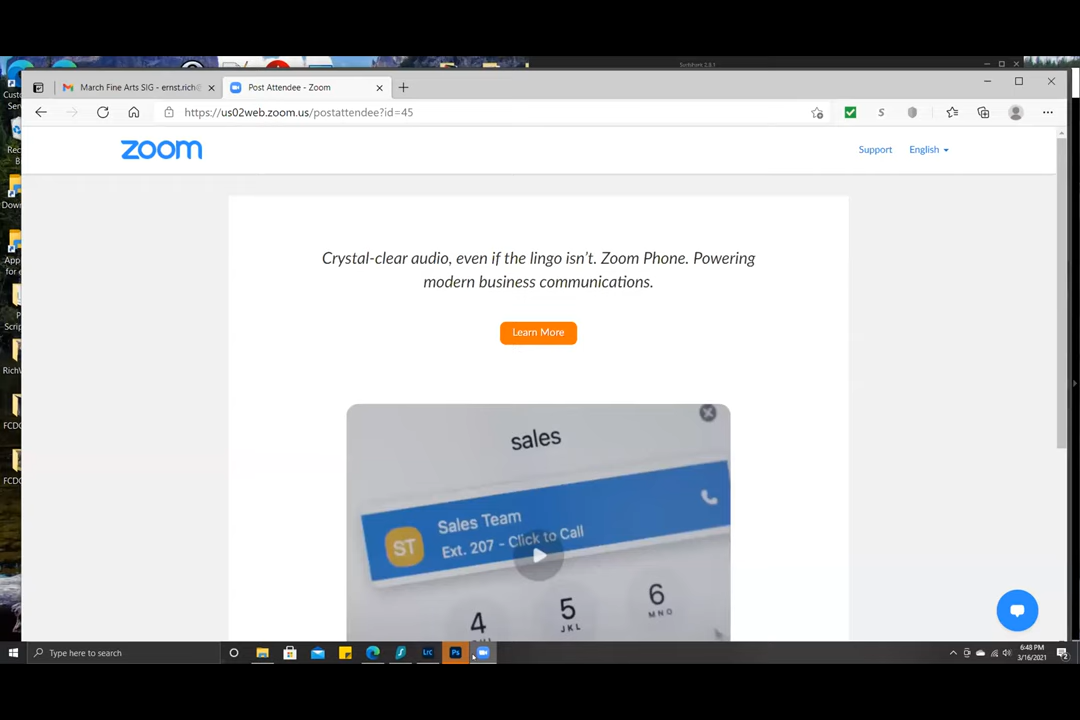 March Fine Arts SIG - ernst.rich
Post Attendee - Zoom
https://us02web.zoom.us/postattendee?id=45
zoom
Support English
Crystal-clear audio, even if the lingo isn't. Zoom Phone. Powering
modern business communications.
Learn More
sales
ST
Sales Team
Ext. 207 - Click to Call
4
5
JKL
6
MNO
Type here to search
Lrc
Ps
6:48 PM
3/16/2021
2